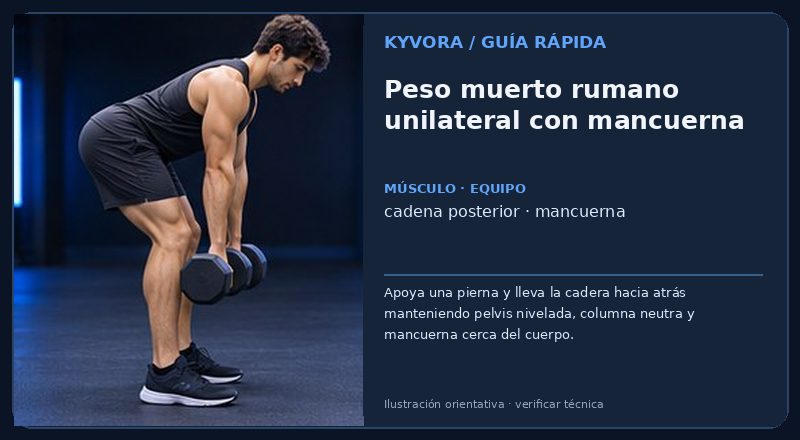 KYVORA / GUÍA RÁPIDA
Peso muerto rumano
unilateral con mancuerna
MÚSCULO · EQUIPO
cadena posterior · mancuerna
Apoya una pierna y lleva la cadera hacia atrás
manteniendo pelvis nivelada, columna neutra y
mancuerna cerca del cuerpo.
Ilustración orientativa · verificar técnica